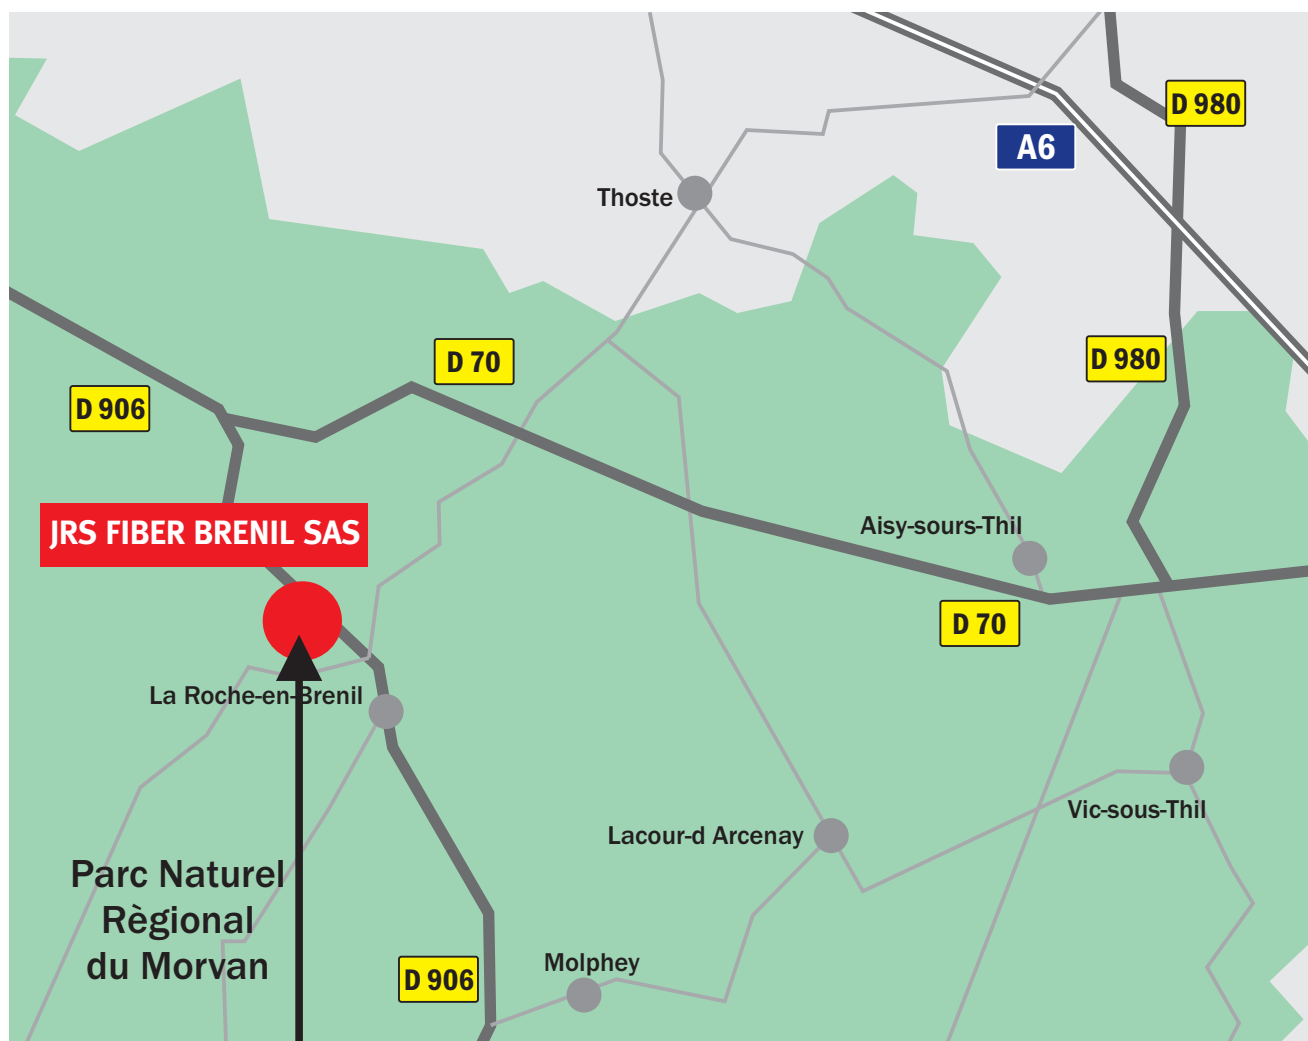 D 980
A6
Thoste
D 70
D 980
D 906
JRS FIBER BRENIL SAS
Aisy-sours-Thil
D 70
La Roche-en-Brenil
Vic-sous-Thil
Lacour-d Arcenay
Parc Naturel
Règional
du Morvan
Molphey
D 906